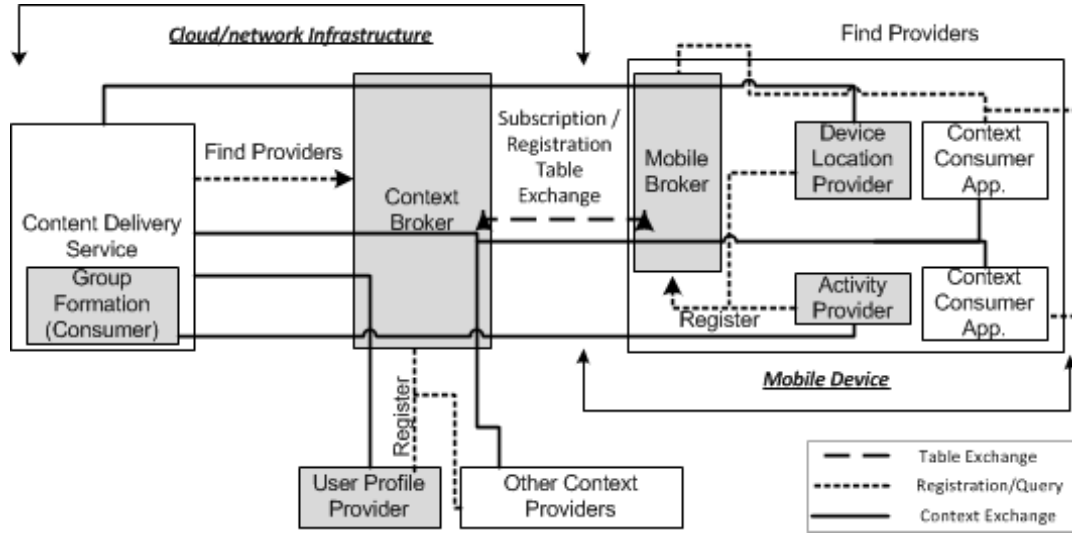 Cloud/network Infrastructure
Find Providers
Subscription /
Registration
Table
Exchange
Find Providers
Content Delivery
Service
Group
Formation
(Consumer)
Context
Broker
Mobile
Broker
Device
Location
Provider
Context
Consumer
App.
Activity
Provider
Context
Consumer
App.
Register
Mobile Device
Register
User Profile
Provider
Other Context
Providers
Table Exchange
Registration/Query
Context Exchange